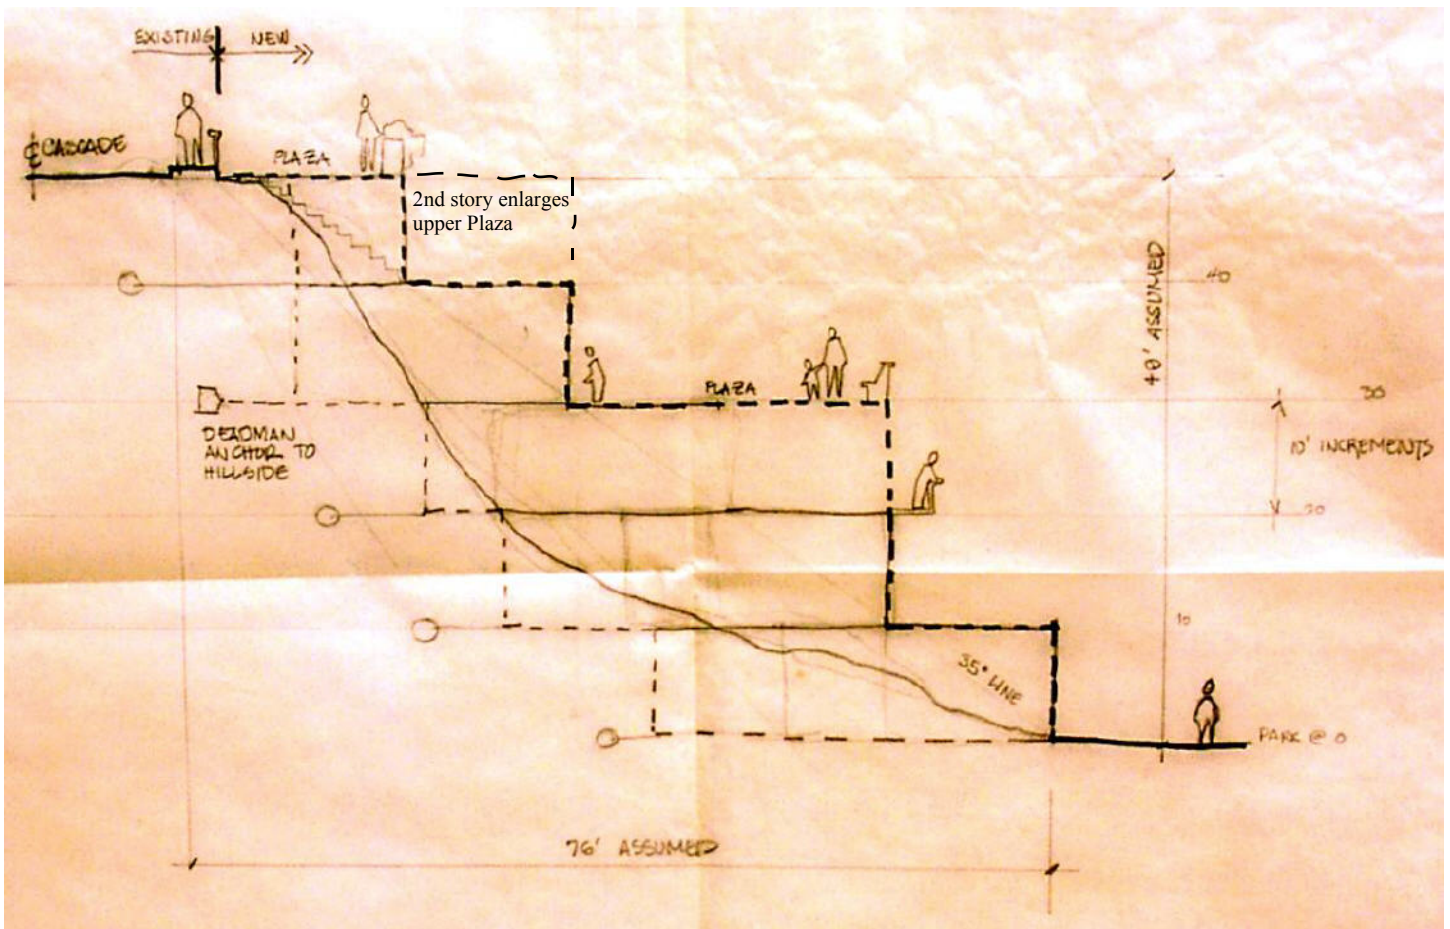 EXISTING NEW
℄ CASCADE
PLAZA
2nd story enlarges
upper Plaza
40' ASSUMED
40
PLAZA
30
DEADMAN
ANCHOR TO
HILLSIDE
10' INCREMENTS
20
10
35° LINE
PARK @ 0
76' ASSUMED